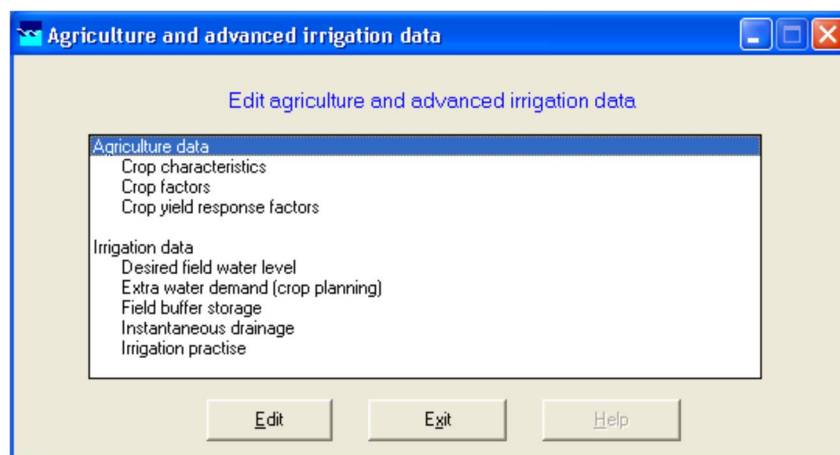 Agriculture and advanced irrigation data
Edit agriculture and advanced irrigation data
Agriculture data
Crop characteristics
Crop factors
Crop yield response factors
Irrigation data
Desired field water level
Extra water demand (crop planning)
Field buffer storage
Instantaneous drainage
Irrigation practise
Edit
Exit
Help